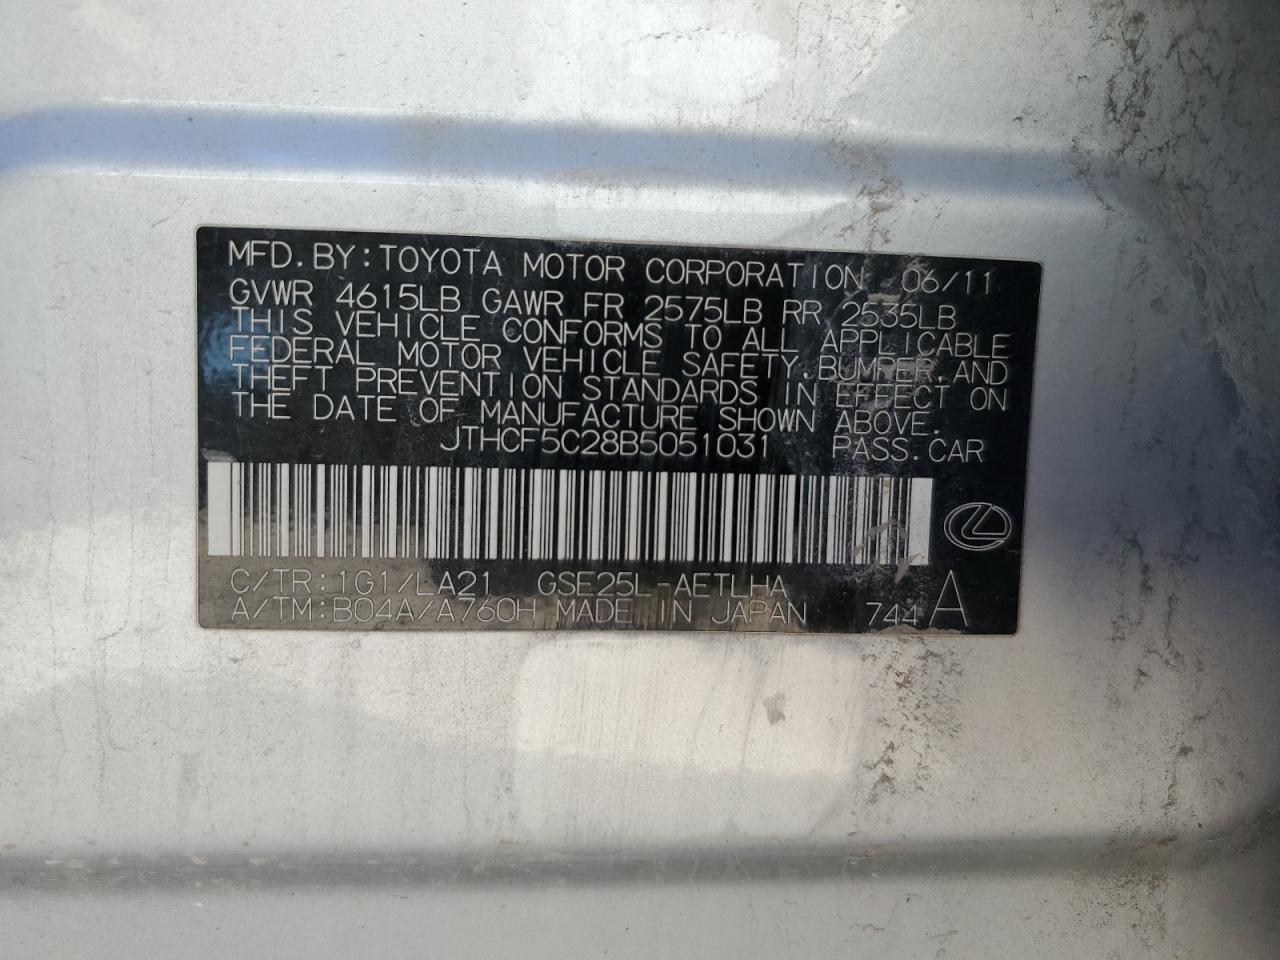 MFD.BY:TOYOTA MOTOR CORPORATION 06/11
GVWR 4615LB GAWR FR 2575LB RR 2535LB
THIS VEHICLE CONFORMS TO ALL APPLICABLE
FEDERAL MOTOR VEHICLE SAFETY,BUMPER,AND
THEFT PREVENTION STANDARDS IN EFFECT ON
THE DATE OF MANUFACTURE SHOWN ABOVE.
JTHCF5C28B5051031 PASS.CAR
C/TR:1G1/LA21 GSE25L-AETLHA
A/TM:B04A/A760H MADE IN JAPAN 744 A